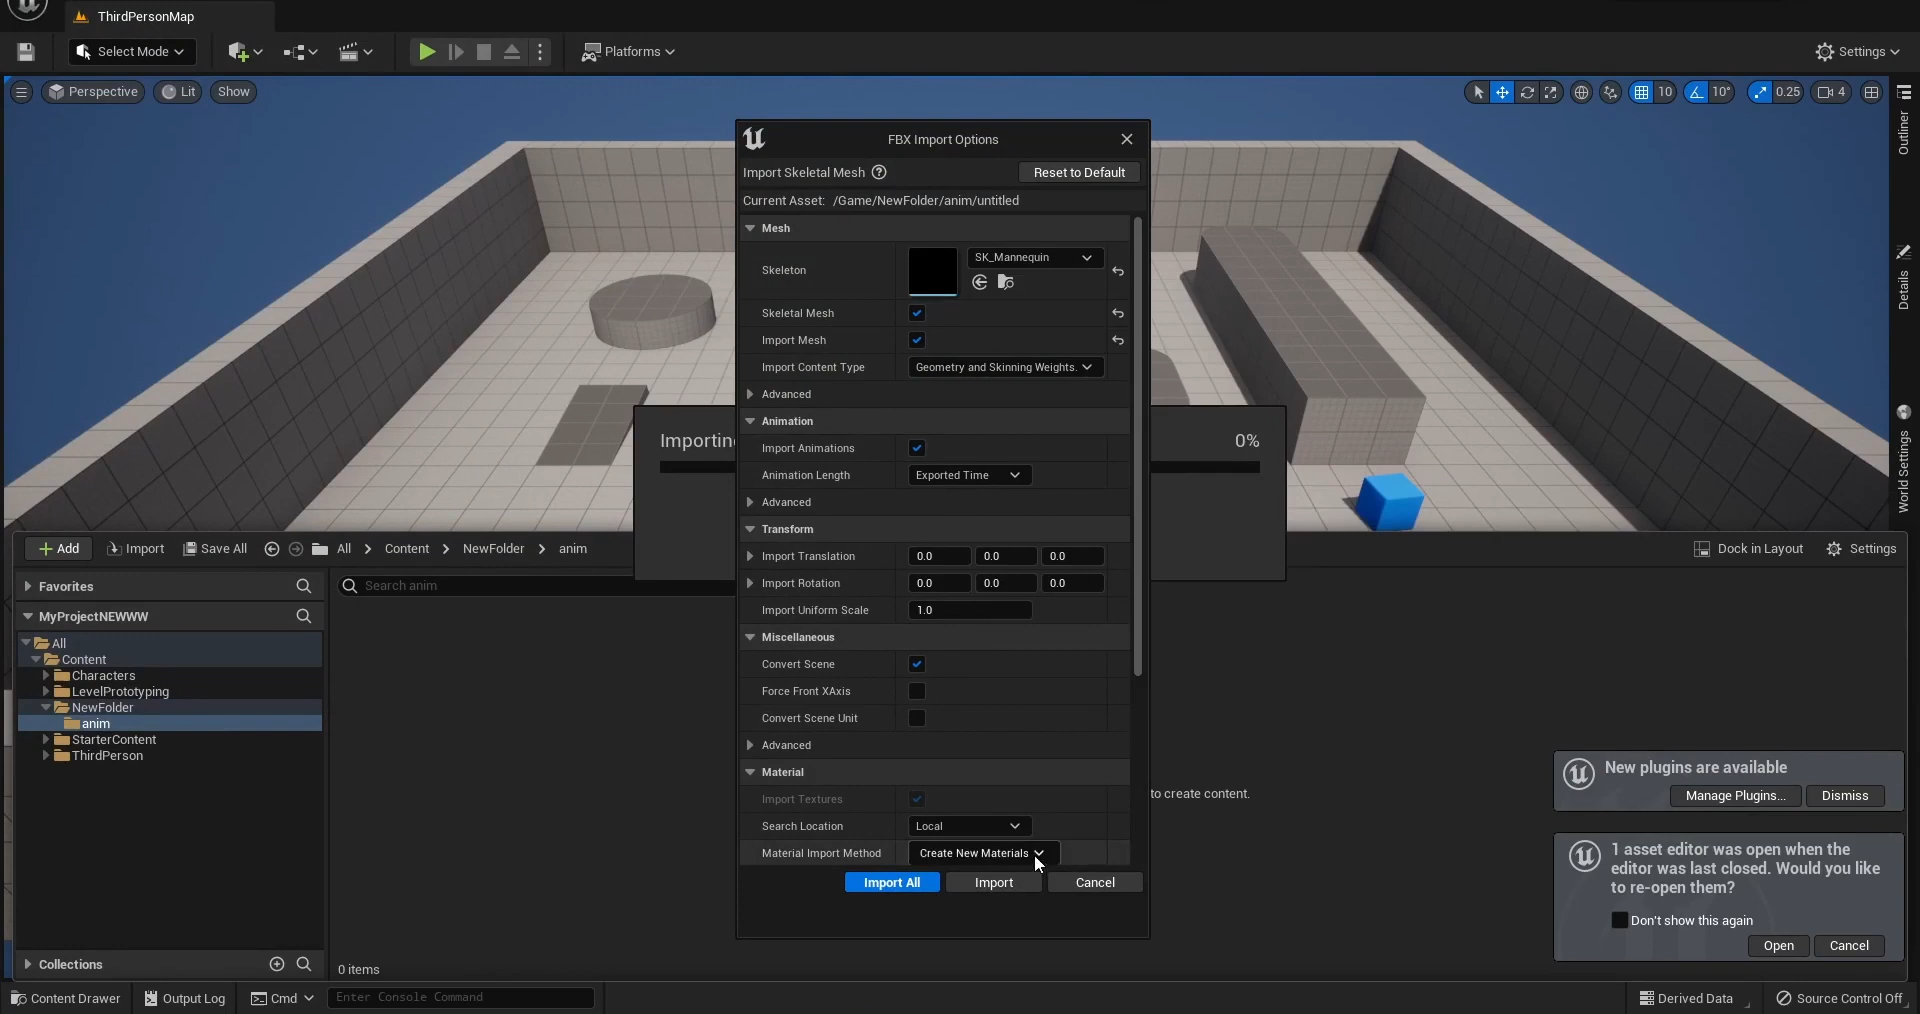 ThirdPersonMap
Select Mode
Platforms
Settings
Perspective
Lit
Show
10
10°
0.25
4
Outliner
Details
World Settings
FBX Import Options
Import Skeletal Mesh
Reset to Default
Current Asset: /Game/NewFolder/anim/untitled
Mesh
Skeleton
SK_Mannequin
Skeletal Mesh
Import Mesh
Import Content Type
Geometry and Skinning Weights.
Advanced
Animation
Import Animations
Animation Length
Exported Time
Advanced
Transform
Import Translation 0.0 0.0 0.0
Import Rotation 0.0 0.0 0.0
Import Uniform Scale 1.0
Miscellaneous
Convert Scene
Force Front XAxis
Convert Scene Unit
Advanced
Material
Import Textures
Search Location Local
Material Import Method Create New Materials
Import All
Import
Cancel
0%
Add
Import
Save All
All > Content > NewFolder > anim
Dock in Layout
Settings
Favorites
Search anim
MyProjectNEWWW
All
Content
Characters
LevelPrototyping
NewFolder
anim
StarterContent
ThirdPerson
Collections
0 items
to create content.
New plugins are available
Manage Plugins...
Dismiss
1 asset editor was open when the
editor was last closed. Would you like
to re-open them?
Don't show this again
Open
Cancel
Content Drawer
Output Log
Cmd
Enter Console Command
Derived Data
Source Control Off